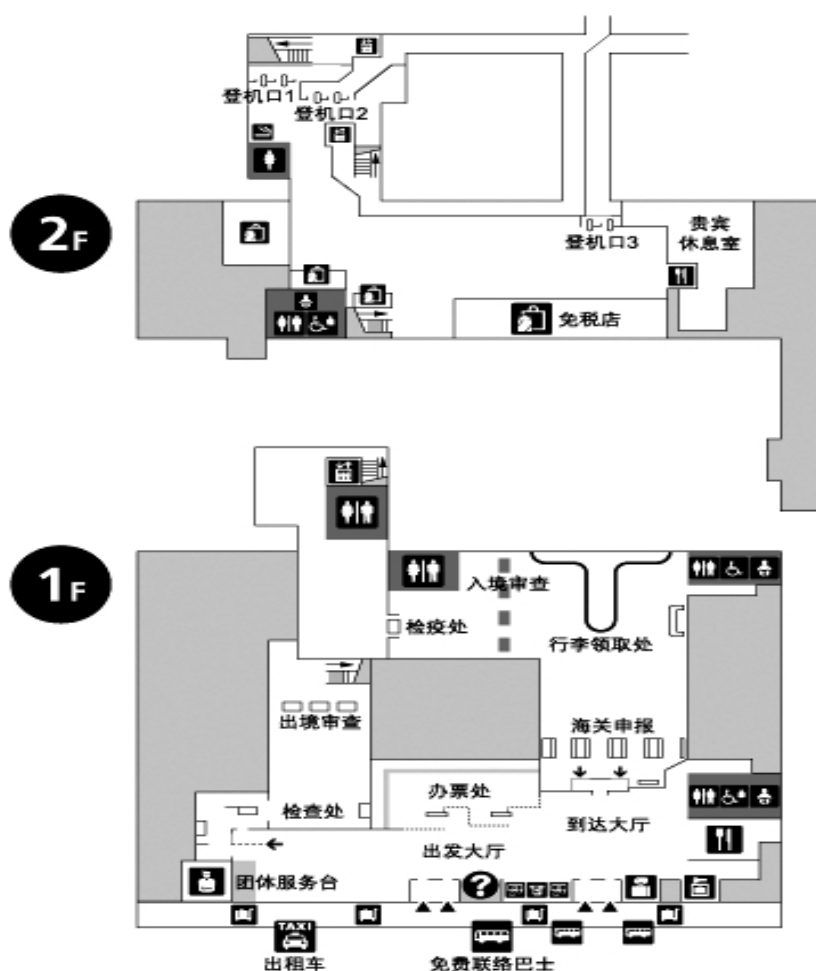 登机口1
登机口2
2F
登机口3
贵宾
休息室
免税店
1F
入境审查
检疫处
行李领取处
出境审查
海关申报
办票处
检查处
到达大厅
出发大厅
?
团体服务台
TAXI
出租车
免费联络巴士